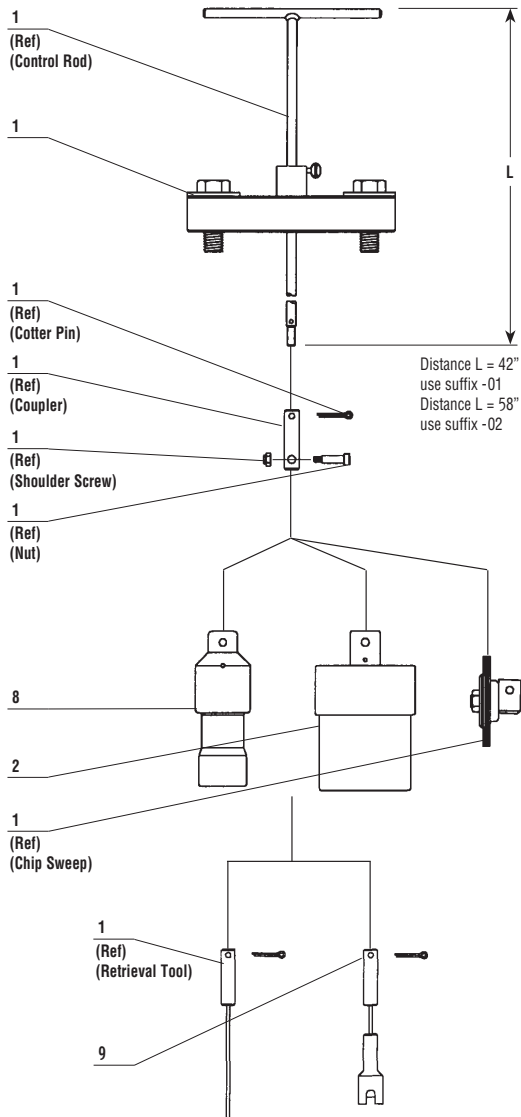 1
(Ref)
(Control Rod)
1
L
1
(Ref)
(Cotter Pin)
Distance L = 42"
use suffix -01
Distance L = 58"
use suffix -02
1
(Ref)
(Coupler)
1
(Ref)
(Shoulder Screw)
1
(Ref)
(Nut)
8
2
1
(Ref)
(Chip Sweep)
1
(Ref)
(Retrieval Tool)
9